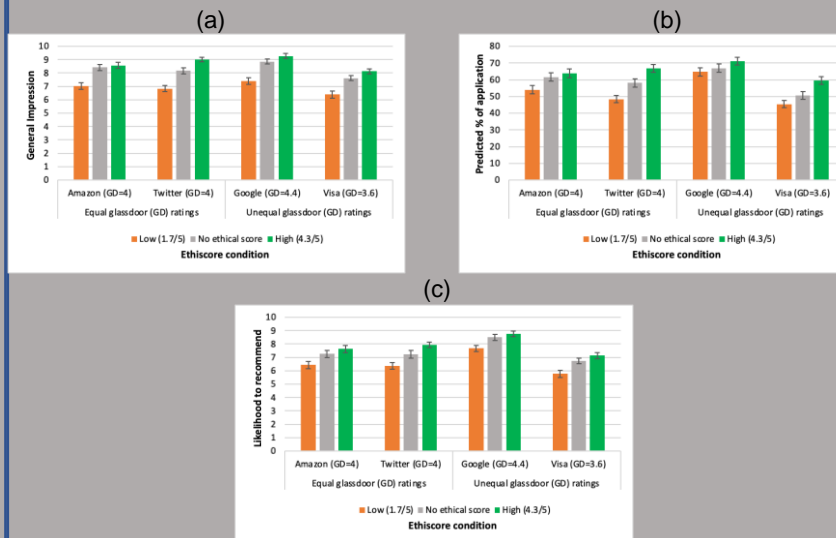 (a)
(b)
10
9
8
7
6
5
4
3
2
1
0
General Impression
Amazon (GD=4) Twitter (GD=4) Google (GD=4.4) Visa (GD=3.6)
Equal glassdoor (GD) ratings Unequal glassdoor (GD) ratings
Low (1.7/5) No ethical score High (4.3/5)
Ethiscore condition
80
70
60
50
40
30
20
10
0
Predicted % of application
Amazon (GD=4) Twitter (GD=4) Google (GD=4.4) Visa (GD=3.6)
Equal glassdoor (GD) ratings Unequal glassdoor (GD) ratings
Low (1.7/5) No ethical score High (4.3/5)
Ethiscore condition
(c)
10
9
8
7
6
5
4
3
2
1
0
Likelihood to recommend
Amazon (GD=4) Twitter (GD=4) Google (GD=4.4) Visa (GD=3.6)
Equal glassdoor (GD) ratings Unequal glassdoor (GD) ratings
Low (1.7/5) No ethical score High (4.3/5)
Ethiscore condition